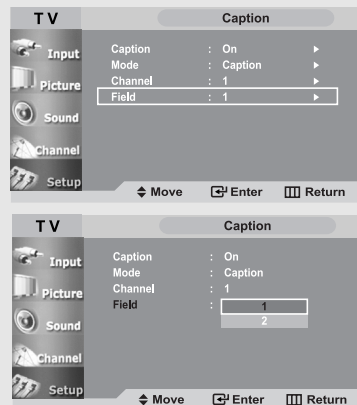 TV Caption
Input
Picture
Sound
Channel
Setup
Caption : On
Mode : Caption
Channel : 1
Field : 1
Move Enter Return
TV Caption
Input
Picture
Sound
Channel
Setup
Caption : On
Mode : Caption
Channel : 1
Field : 1
2
Move Enter Return